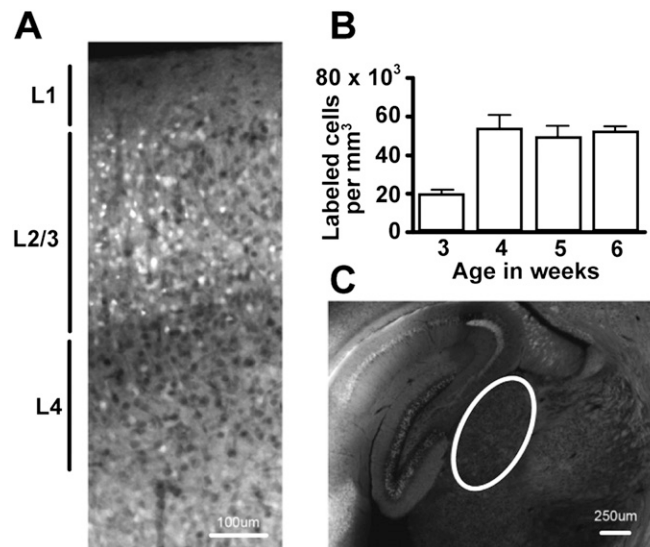 A
L1
L2/3
L4
100um
B
80 x 10³
60
40
20
0
Labeled cells
per mm³
3 4 5 6
Age in weeks
C
250um